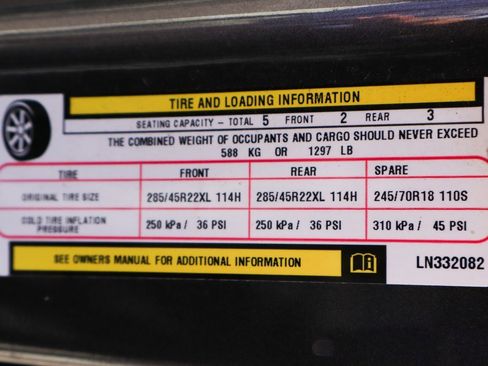 TIRE AND LOADING INFORMATION
SEATING CAPACITY - TOTAL 5 FRONT 2 REAR 3
THE COMBINED WEIGHT OF OCCUPANTS AND CARGO SHOULD NEVER EXCEED
588 KG OR 1297 LB
TIRE FRONT REAR SPARE
ORIGINAL TIRE SIZE 285/45R22XL 114H 285/45R22XL 114H 245/70R18 110S
COLD TIRE INFLATION PRESSURE 250 kPa / 36 PSI 250 kPa / 36 PSI 310 kPa / 45 PSI
SEE OWNERS MANUAL FOR ADDITIONAL INFORMATION LN332082